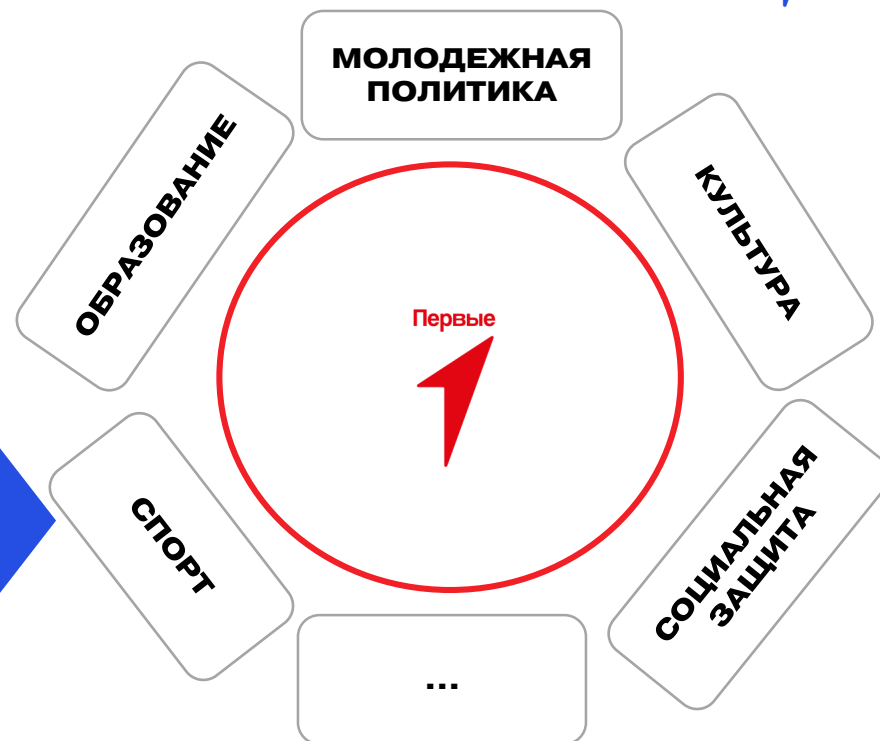 МОЛОДЕЖНАЯ
ПОЛИТИКА
ОБРАЗОВАНИЕ
КУЛЬТУРА
Первые
СПОРТ
СОЦИАЛЬНАЯ
ЗАЩИТА
...